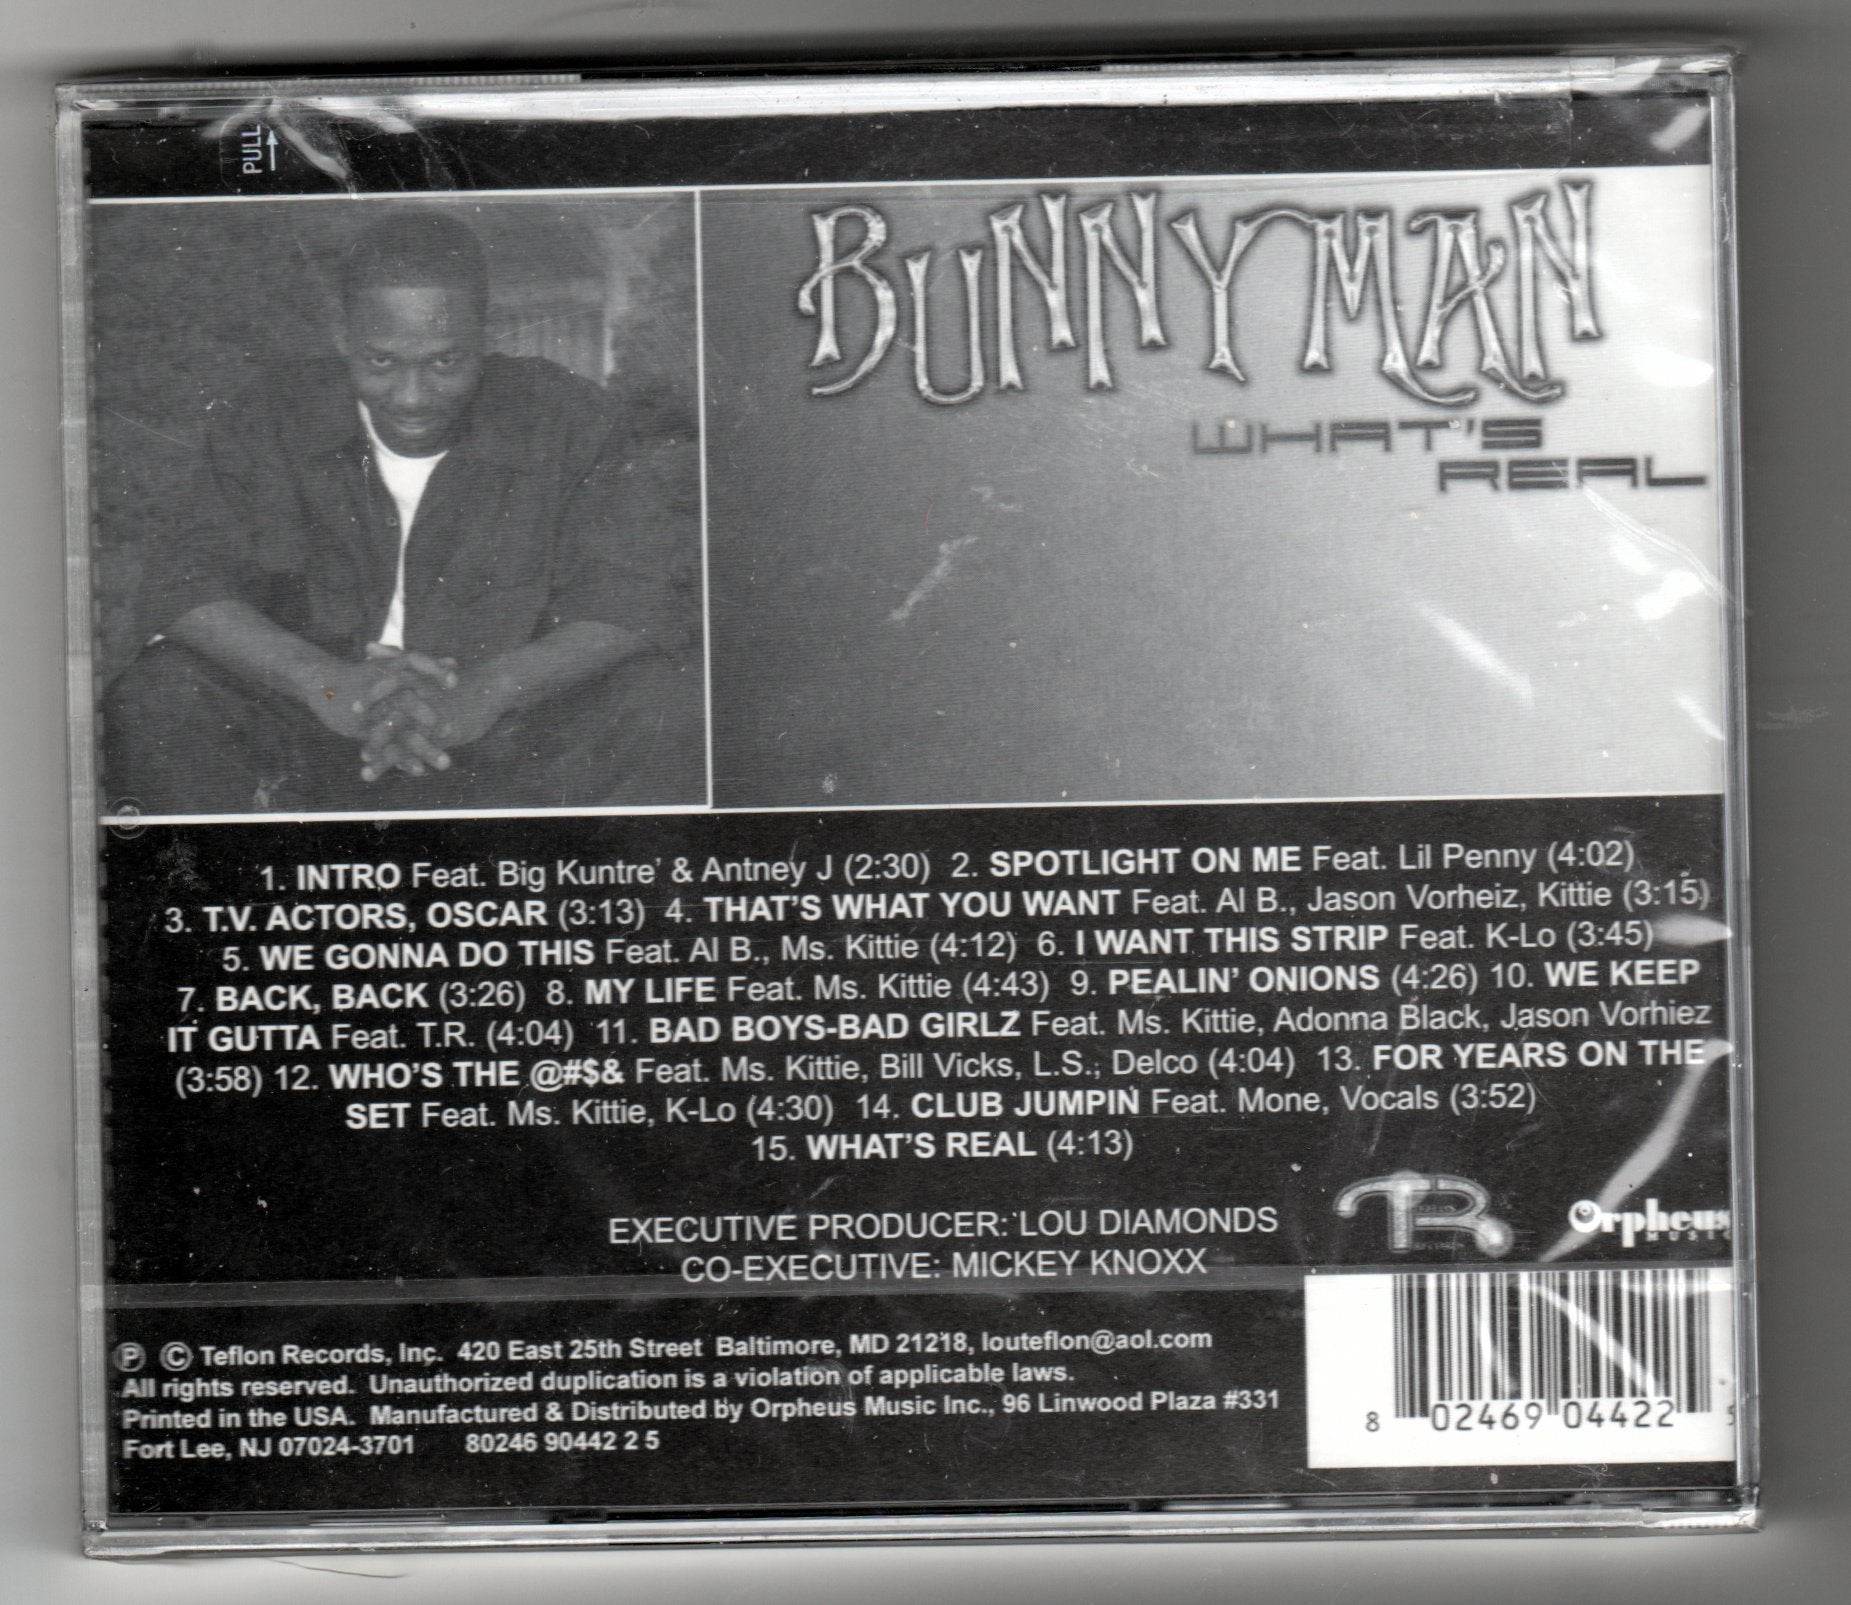 PULL
BUNNYMAN
WHAT'S
REAL
1. INTRO Feat. Big Kuntre' & Antney J (2:30) 2. SPOTLIGHT ON ME Feat. Lil Penny (4:02)
3. T.V. ACTORS, OSCAR (3:13) 4. THAT'S WHAT YOU WANT Feat. Al B., Jason Vorheiz, Kittie (3:15)
5. WE GONNA DO THIS Feat. Al B., Ms. Kittie (4:12) 6. I WANT THIS STRIP Feat. K-Lo (3:45)
7. BACK, BACK (3:26) 8. MY LIFE Feat. Ms. Kittie (4:43) 9. PEALIN' ONIONS (4:26) 10. WE KEEP
IT GUTTA Feat. T.R. (4:04) 11. BAD BOYS-BAD GIRLZ Feat. Ms. Kittie, Adonna Black, Jason Vorhiez
(3:58) 12. WHO'S THE @#$& Feat. Ms. Kittie, Bill Vicks, L.S., Delco (4:04) 13. FOR YEARS ON THE
SET Feat. Ms. Kittie, K-Lo (4:30) 14. CLUB JUMPIN Feat. Mone, Vocals (3:52)
15. WHAT'S REAL (4:13)
EXECUTIVE PRODUCER: LOU DIAMONDS
CO-EXECUTIVE: MICKEY KNOXX
TR
Orpheus
MUSIC
℗ © Teflon Records, Inc. 420 East 25th Street Baltimore, MD 21218, louteflon@aol.com
All rights reserved. Unauthorized duplication is a violation of applicable laws.
Printed in the USA. Manufactured & Distributed by Orpheus Music Inc., 96 Linwood Plaza #331
Fort Lee, NJ 07024-3701 80246 90442 2 5
8 02469 04422 5